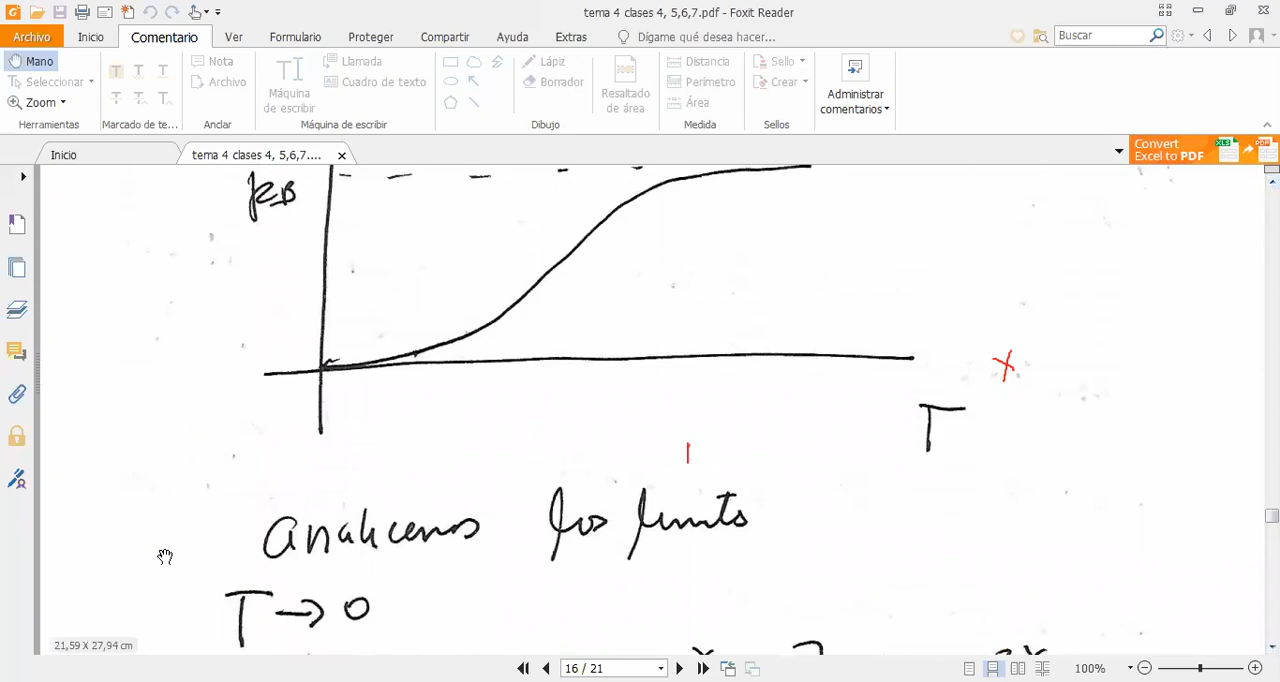 tema 4 clases 4, 5,6,7.pdf - Foxit Reader
Archivo Inicio Comentario Ver Formulario Proteger Compartir Ayuda Extras Dígame qué desea hacer... Buscar
Mano
Seleccionar
Zoom
Herramientas
Marcado de te...
Nota
Archivo
Anclar
Máquina de escribir
Llamada
Cuadro de texto
Máquina de escribir
Lápiz
Borrador
Dibujo
Resaltado de área
Distancia
Perímetro
Área
Medida
Sello
Crear
Sellos
Administrar comentarios
Convert
Excel to PDF
Inicio
tema 4 clases 4, 5,6,7....
x
T
Analicemos los limites
T → 0
21,59 X 27,94 cm
16 / 21
100%